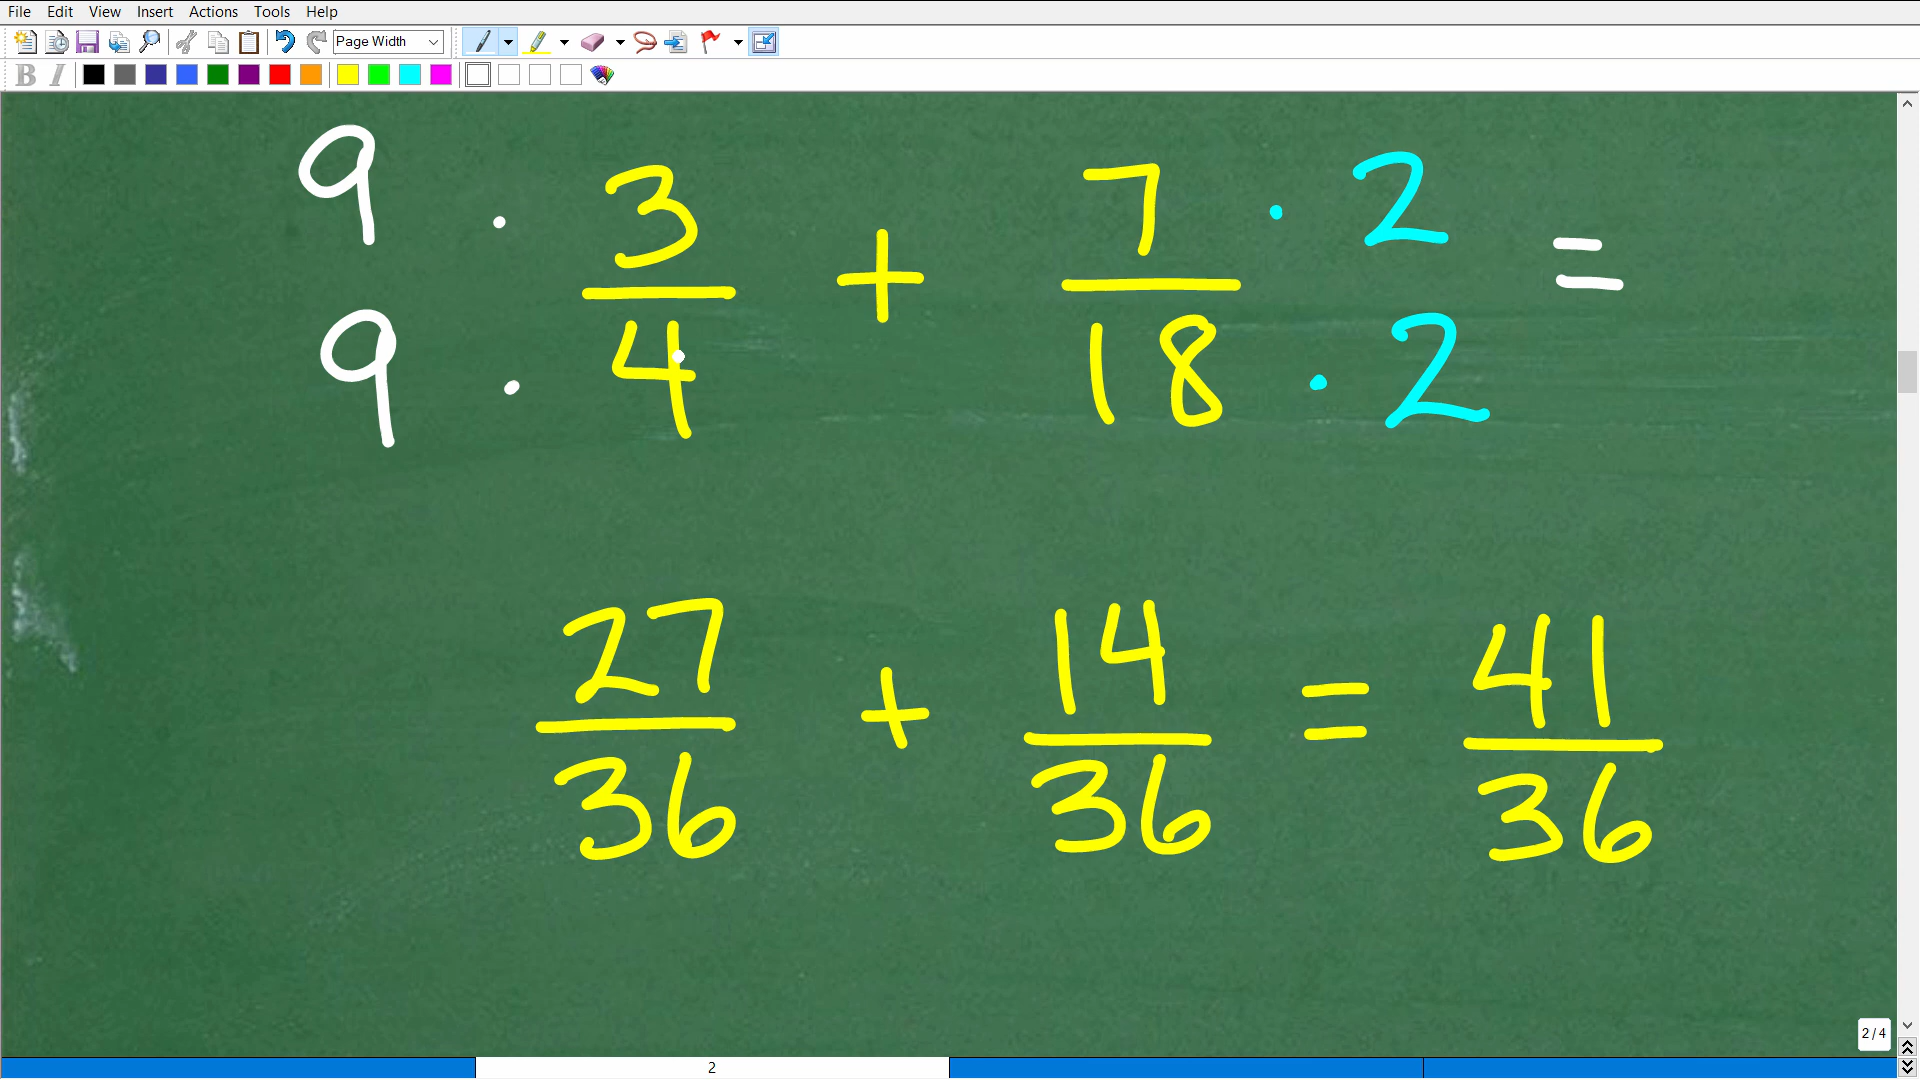 File Edit View Insert Actions Tools Help
Page Width
B I
9 · 3 + 7 · 2 =
9 · 4 18 · 2
27 + 14 = 41
36 36 36
2 / 4
2